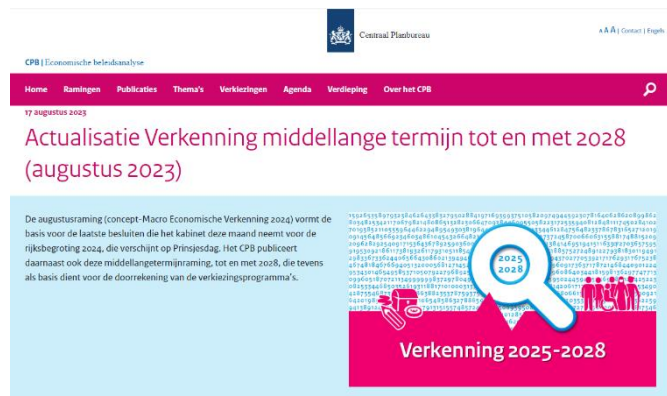 Centraal Planbureau
A A A | Contact | Engels
CPB | Economische beleidsanalyse
Home Ramingen Publicaties Thema's Verkiezingen Agenda Verdieping Over het CPB
17 augustus 2023
Actualisatie Verkenning middellange termijn tot en met 2028
(augustus 2023)
De augustusraming (concept-Macro Economische Verkenning 2024) vormt de
basis voor de laatste besluiten die het kabinet deze maand neemt voor de
rijksbegroting 2024, die verschijnt op Prinsjesdag. Het CPB publiceert
daarnaast ook deze middellangetermijnraming, tot en met 2028, die tevens
als basis dient voor de doorrekening van de verkiezingsprogramma's.
2025
2028
Verkenning 2025-2028